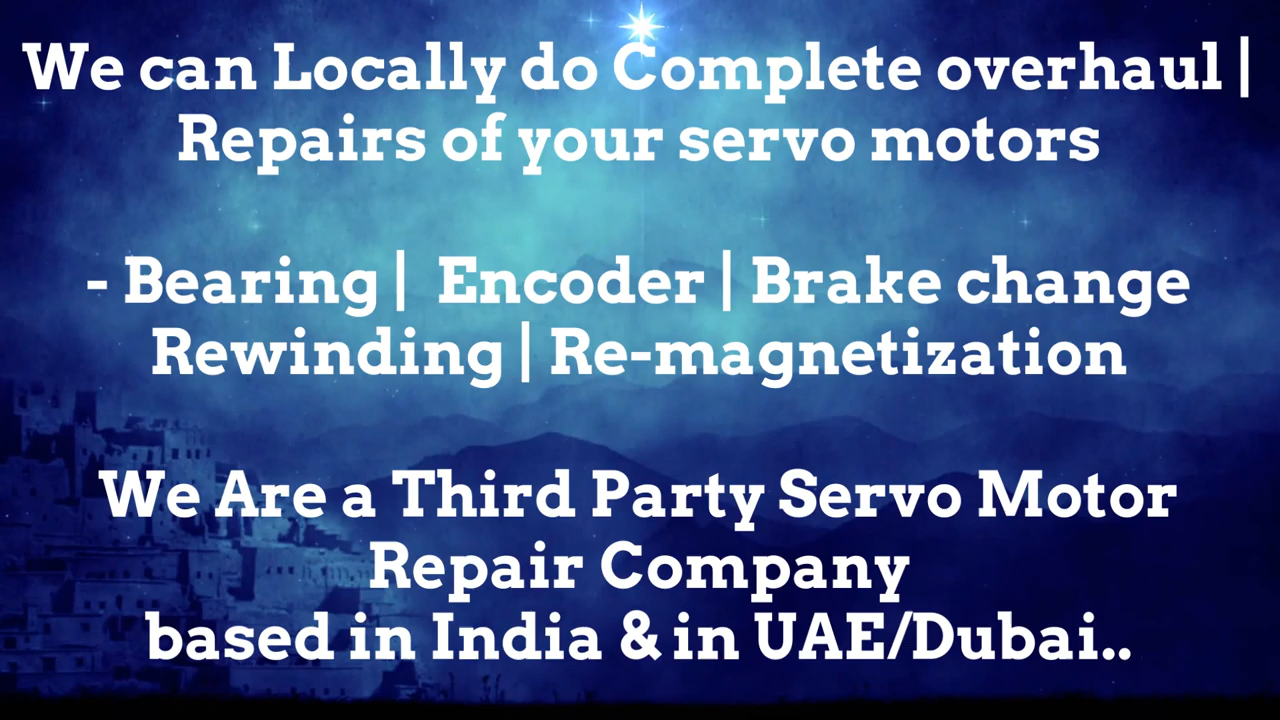 We can Locally do Complete overhaul |
Repairs of your servo motors
- Bearing | Encoder | Brake change
Rewinding | Re-magnetization
We Are a Third Party Servo Motor
Repair Company
based in India & in UAE/Dubai..